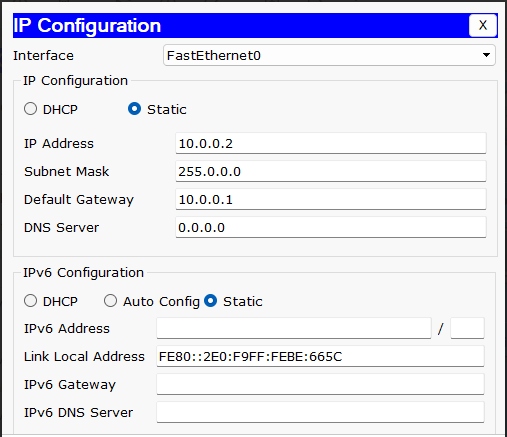 IP Configuration X
Interface FastEthernet0
IP Configuration
DHCP Static
IP Address 10.0.0.2
Subnet Mask 255.0.0.0
Default Gateway 10.0.0.1
DNS Server 0.0.0.0
IPv6 Configuration
DHCP Auto Config Static
IPv6 Address /
Link Local Address FE80::2E0:F9FF:FEBE:665C
IPv6 Gateway
IPv6 DNS Server